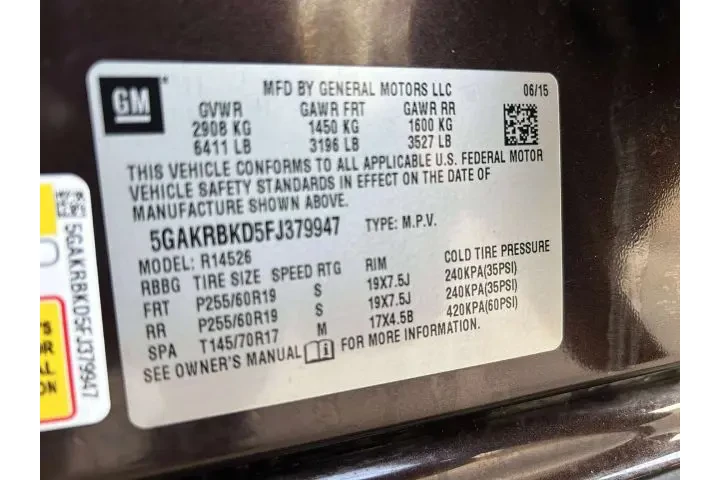 GM
MFD BY GENERAL MOTORS LLC 06/15
GVWR GAWR FRT GAWR RR
2908 KG 1450 KG 1600 KG
6411 LB 3196 LB 3527 LB
THIS VEHICLE CONFORMS TO ALL APPLICABLE U.S. FEDERAL MOTOR
VEHICLE SAFETY STANDARDS IN EFFECT ON THE DATE OF
MANUFACTURE SHOWN ABOVE.
5GAKRBKD5FJ379947 TYPE: M.P.V.
MODEL: R14526
RBBG TIRE SIZE SPEED RTG RIM COLD TIRE PRESSURE
FRT P255/60R19 S 19X7.5J 240KPA(35PSI)
RR P255/60R19 S 19X7.5J 240KPA(35PSI)
SPA T145/70R17 M 17X4.5B 420KPA(60PSI)
SEE OWNER'S MANUAL FOR MORE INFORMATION.
5GAKRBKD5FJ379947